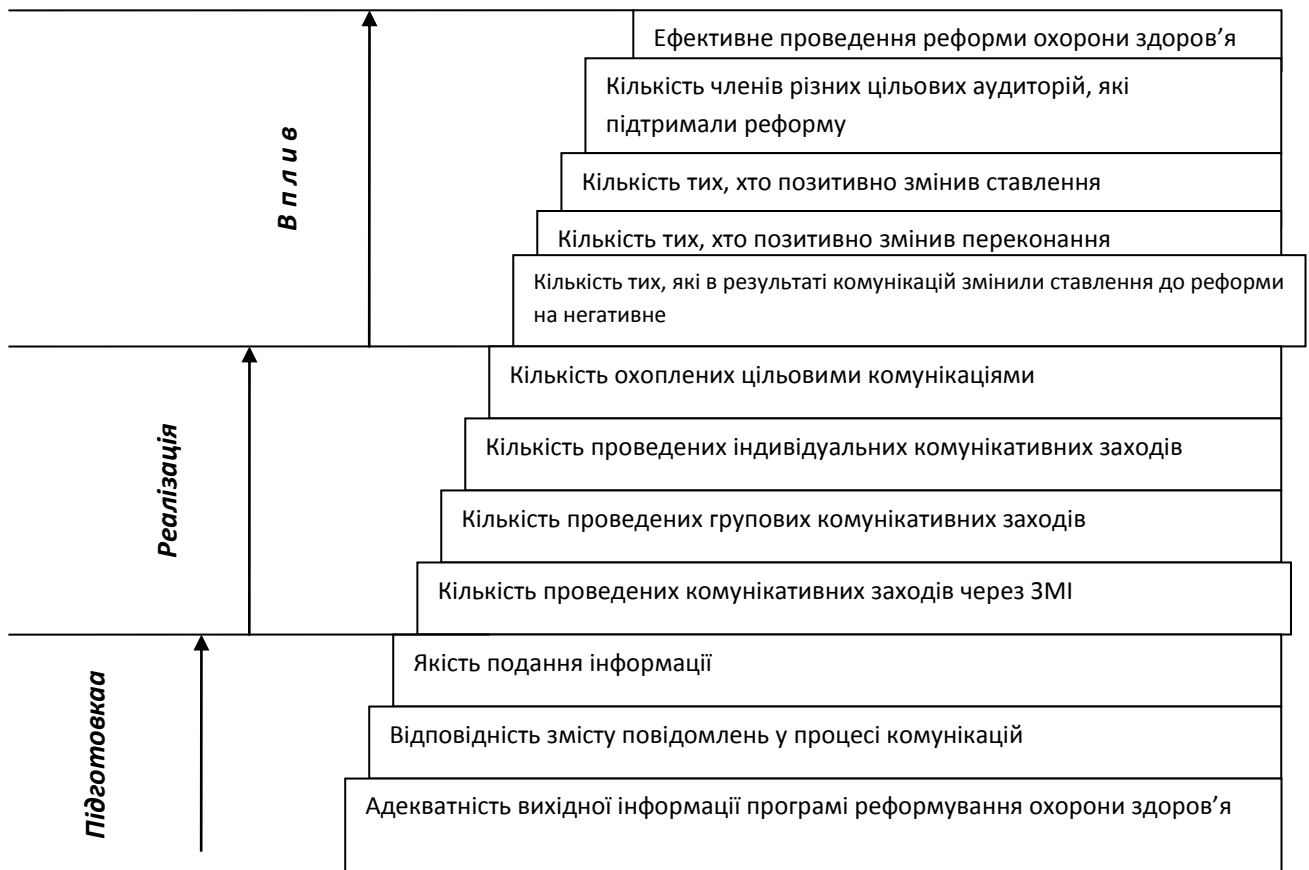 Ефективне проведення реформи охорони здоров’я
Кількість членів різних цільових аудиторій, які
підтримали реформу
Кількість тих, хто позитивно змінив ставлення
Кількість тих, хто позитивно змінив переконання
Кількість тих, які в результаті комунікацій змінили ставлення до реформи
на негативне
В п л и в
Кількість охоплених цільовими комунікаціями
Кількість проведених індивідуальних комунікативних заходів
Кількість проведених групових комунікативних заходів
Кількість проведених комунікативних заходів через ЗМІ
Реалізація
Якість подання інформації
Відповідність змісту повідомлень у процесі комунікацій
Адекватність вихідної інформації програмі реформування охорони здоров’я
Підготовкаа